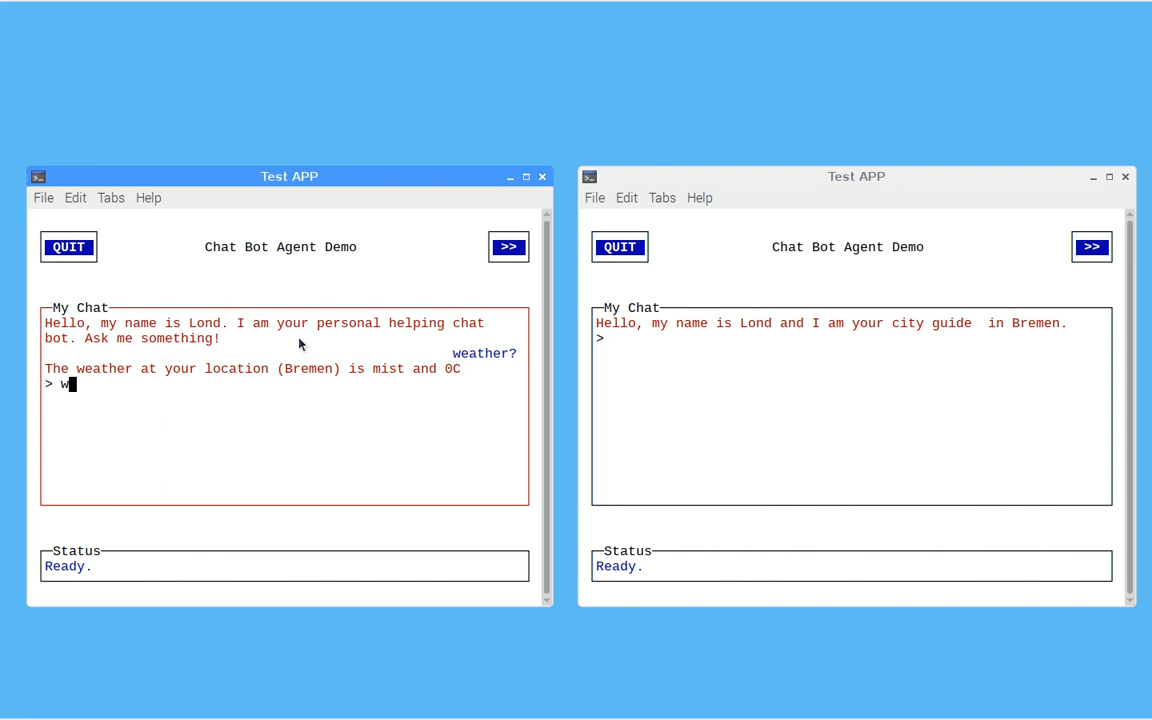 Test APP
File Edit Tabs Help
QUIT Chat Bot Agent Demo >>
My Chat
Hello, my name is Lond. I am your personal helping chat
bot. Ask me something!
weather?
The weather at your location (Bremen) is mist and 0C
> w
Status
Ready.
Test APP
File Edit Tabs Help
QUIT Chat Bot Agent Demo >>
My Chat
Hello, my name is Lond and I am your city guide  in Bremen.
>
Status
Ready.